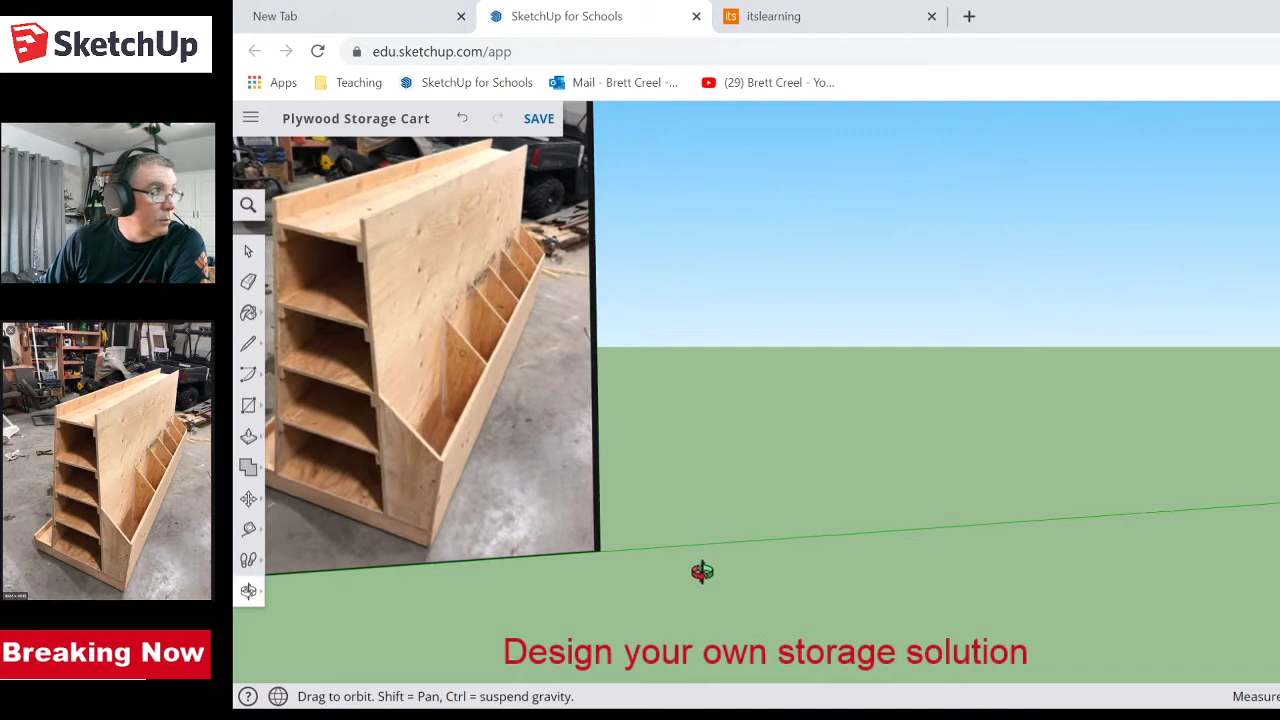 SketchUp
New Tab
SketchUp for Schools
its
itslearning
edu.sketchup.com/app
Apps
Teaching
SketchUp for Schools
Mail - Brett Creel -...
(29) Brett Creel - Yo...
Plywood Storage Cart
SAVE
Breaking Now
Design your own storage solution
Drag to orbit. Shift = Pan, Ctrl = suspend gravity.
Measure